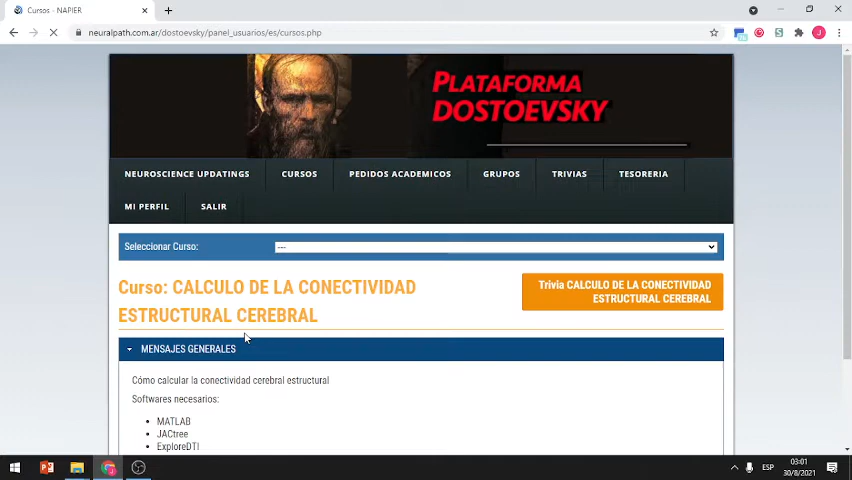 Cursos - NAPIER
neuralpath.com.ar/dostoevsky/panel_usuarios/es/cursos.php
J
PLATAFORMA
DOSTOEVSKY
NEUROSCIENCE UPDATINGS
CURSOS
PEDIDOS ACADEMICOS
GRUPOS
TRIVIAS
TESORERIA
MI PERFIL
SALIR
Seleccionar Curso:
---
Curso: CALCULO DE LA CONECTIVIDAD
ESTRUCTURAL CEREBRAL
Trivia CALCULO DE LA CONECTIVIDAD
ESTRUCTURAL CEREBRAL
MENSAJES GENERALES
Cómo calcular la conectividad cerebral estructural
Softwares necesarios:
• MATLAB
• JACtree
• ExploreDTI
ESP
03:01
30/8/2021